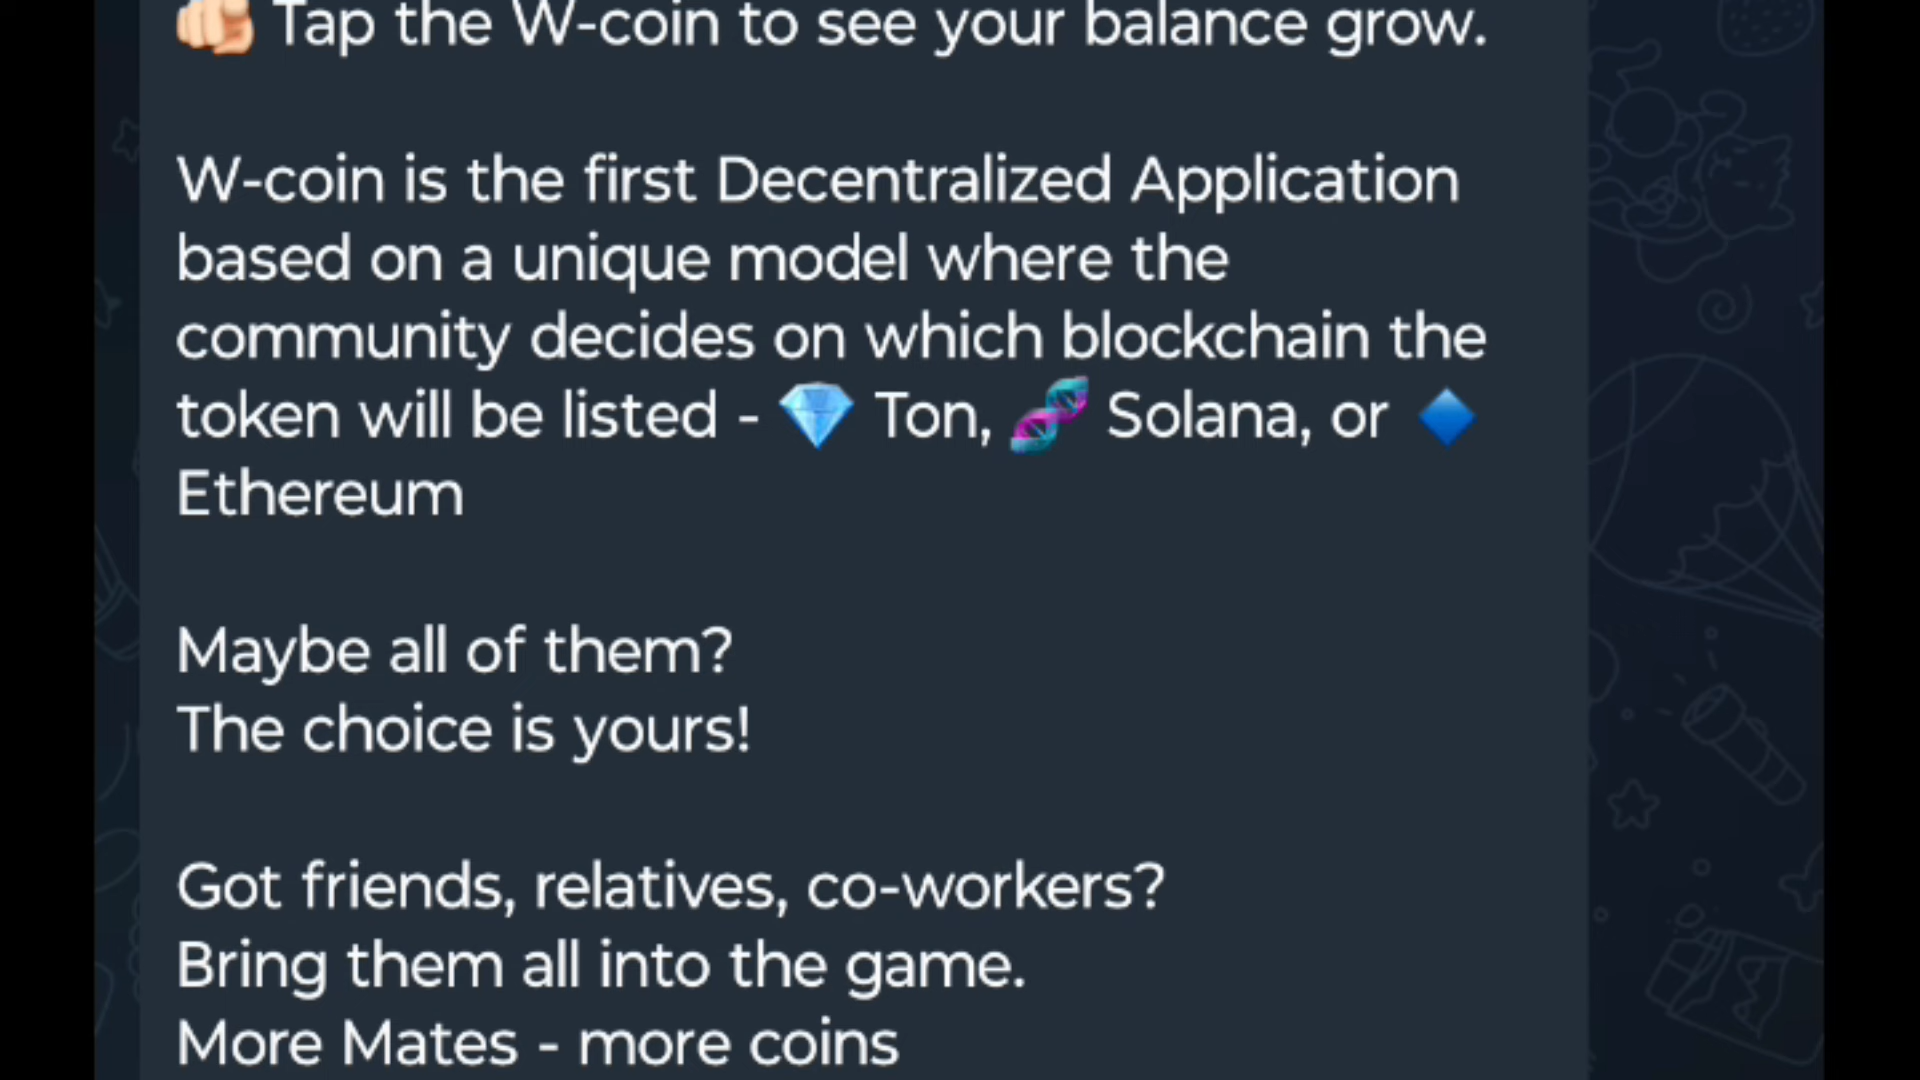 🫵🏻 Tap the W-coin to see your balance grow.
W-coin is the first Decentralized Application
based on a unique model where the
community decides on which blockchain the
token will be listed - 💎 Ton, 🧬 Solana, or 🔷
Ethereum
Maybe all of them?
The choice is yours!
Got friends, relatives, co-workers?
Bring them all into the game.
More Mates - more coins